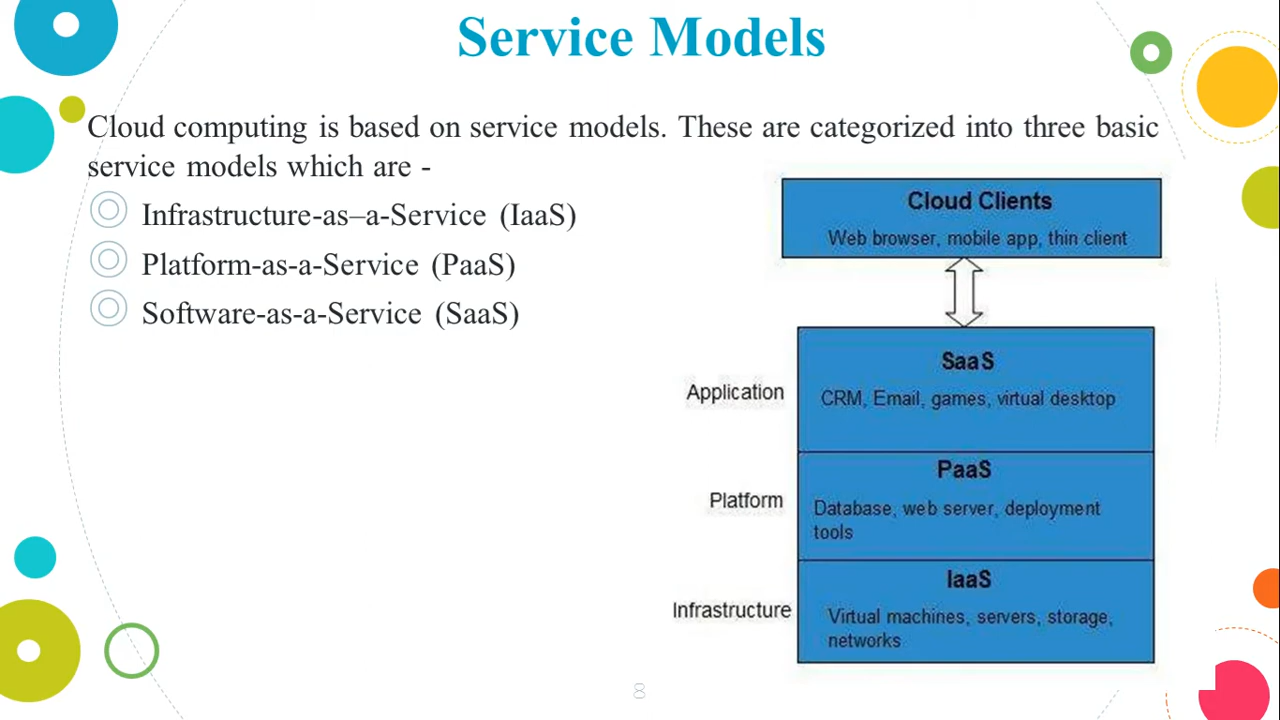 Service Models
Cloud computing is based on service models. These are categorized into three basic
service models which are -
Infrastructure-as–a-Service (IaaS)
Platform-as-a-Service (PaaS)
Software-as-a-Service (SaaS)
Cloud Clients
Web browser, mobile app, thin client
Application
SaaS
CRM, Email, games, virtual desktop
Platform
PaaS
Database, web server, deployment
tools
Infrastructure
IaaS
Virtual machines, servers, storage,
networks
8